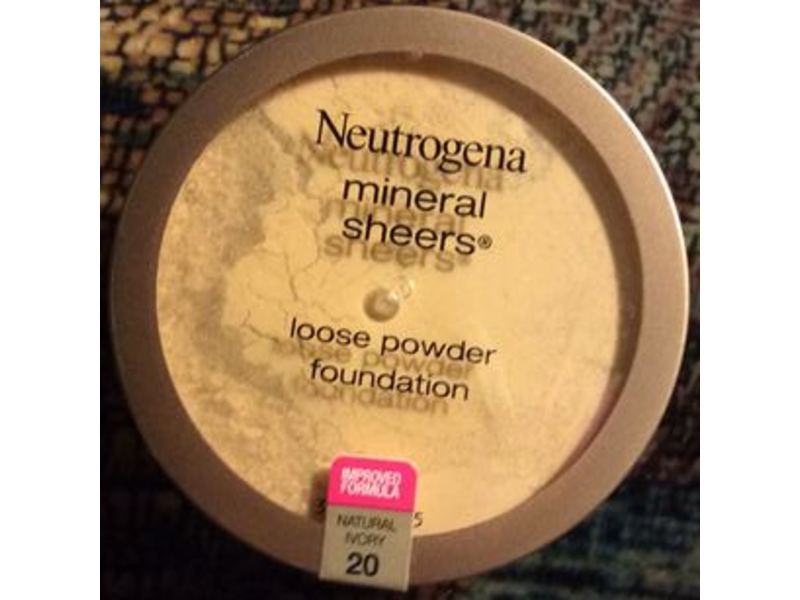 Neutrogena
mineral
sheers®
loose powder
foundation
IMPROVED
FORMULA
NATURAL
IVORY
20